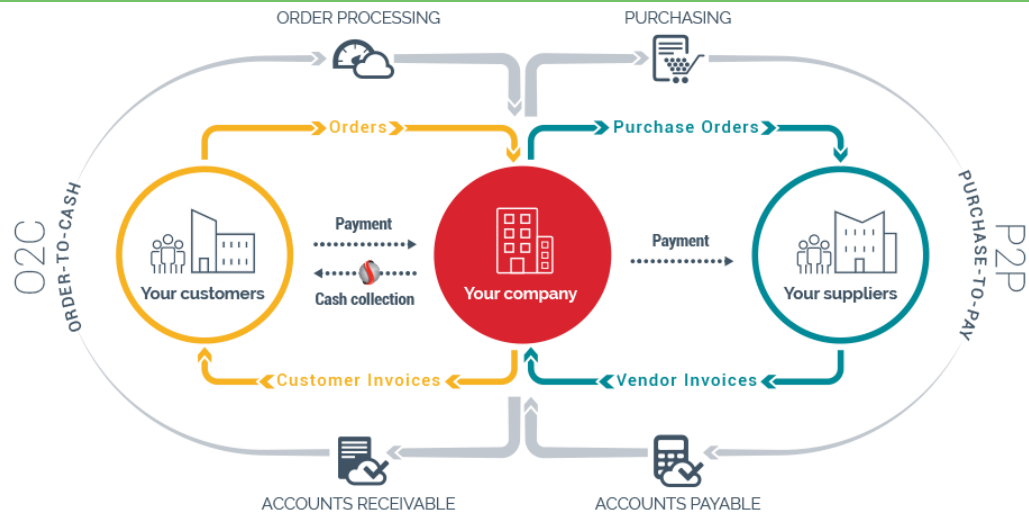 ORDER PROCESSING
PURCHASING
Orders
Purchase Orders
O2C
ORDER-TO-CASH
PURCHASE-TO-PAY
P2P
Payment
Payment
Cash collection
Your customers
Your company
Your suppliers
Customer Invoices
Vendor Invoices
ACCOUNTS RECEIVABLE
ACCOUNTS PAYABLE